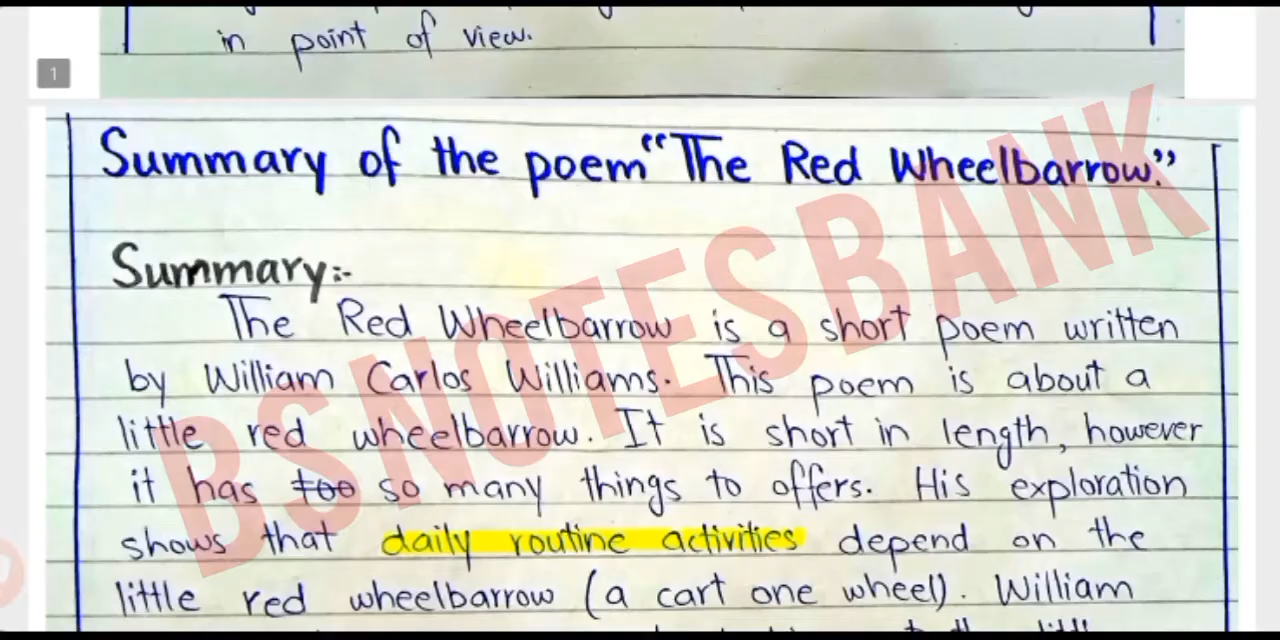 in point of view.
1
Summary of the poem "The Red Wheelbarrow."
Summary:-
The Red Wheelbarrow is a short poem written
by William Carlos Williams. This poem is about a
little red wheelbarrow. It is short in length, however
it has too so many things to offers. His exploration
shows that daily routine activities depend on the
little red wheelbarrow (a cart one wheel). William
BSNOTESBANK